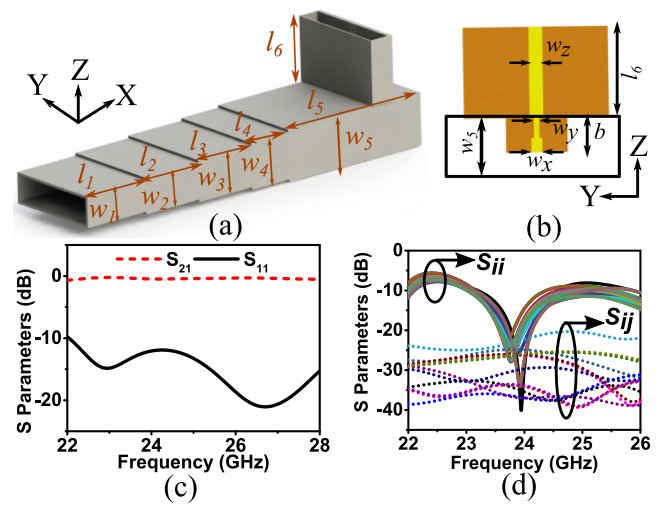 Z
Y
X
l6
l5
l4
l3
l2
l1
w5
w4
w3
w2
w1
(a)
wz
l6
w5
wy
b
wx
Z
Y
(b)
S21
S11
S Parameters (dB)
0
-10
-20
22
24
26
28
Frequency (GHz)
(c)
Sii
Sij
S Parameters (dB)
0
-10
-20
-30
-40
22
23
24
25
26
Frequency (GHz)
(d)